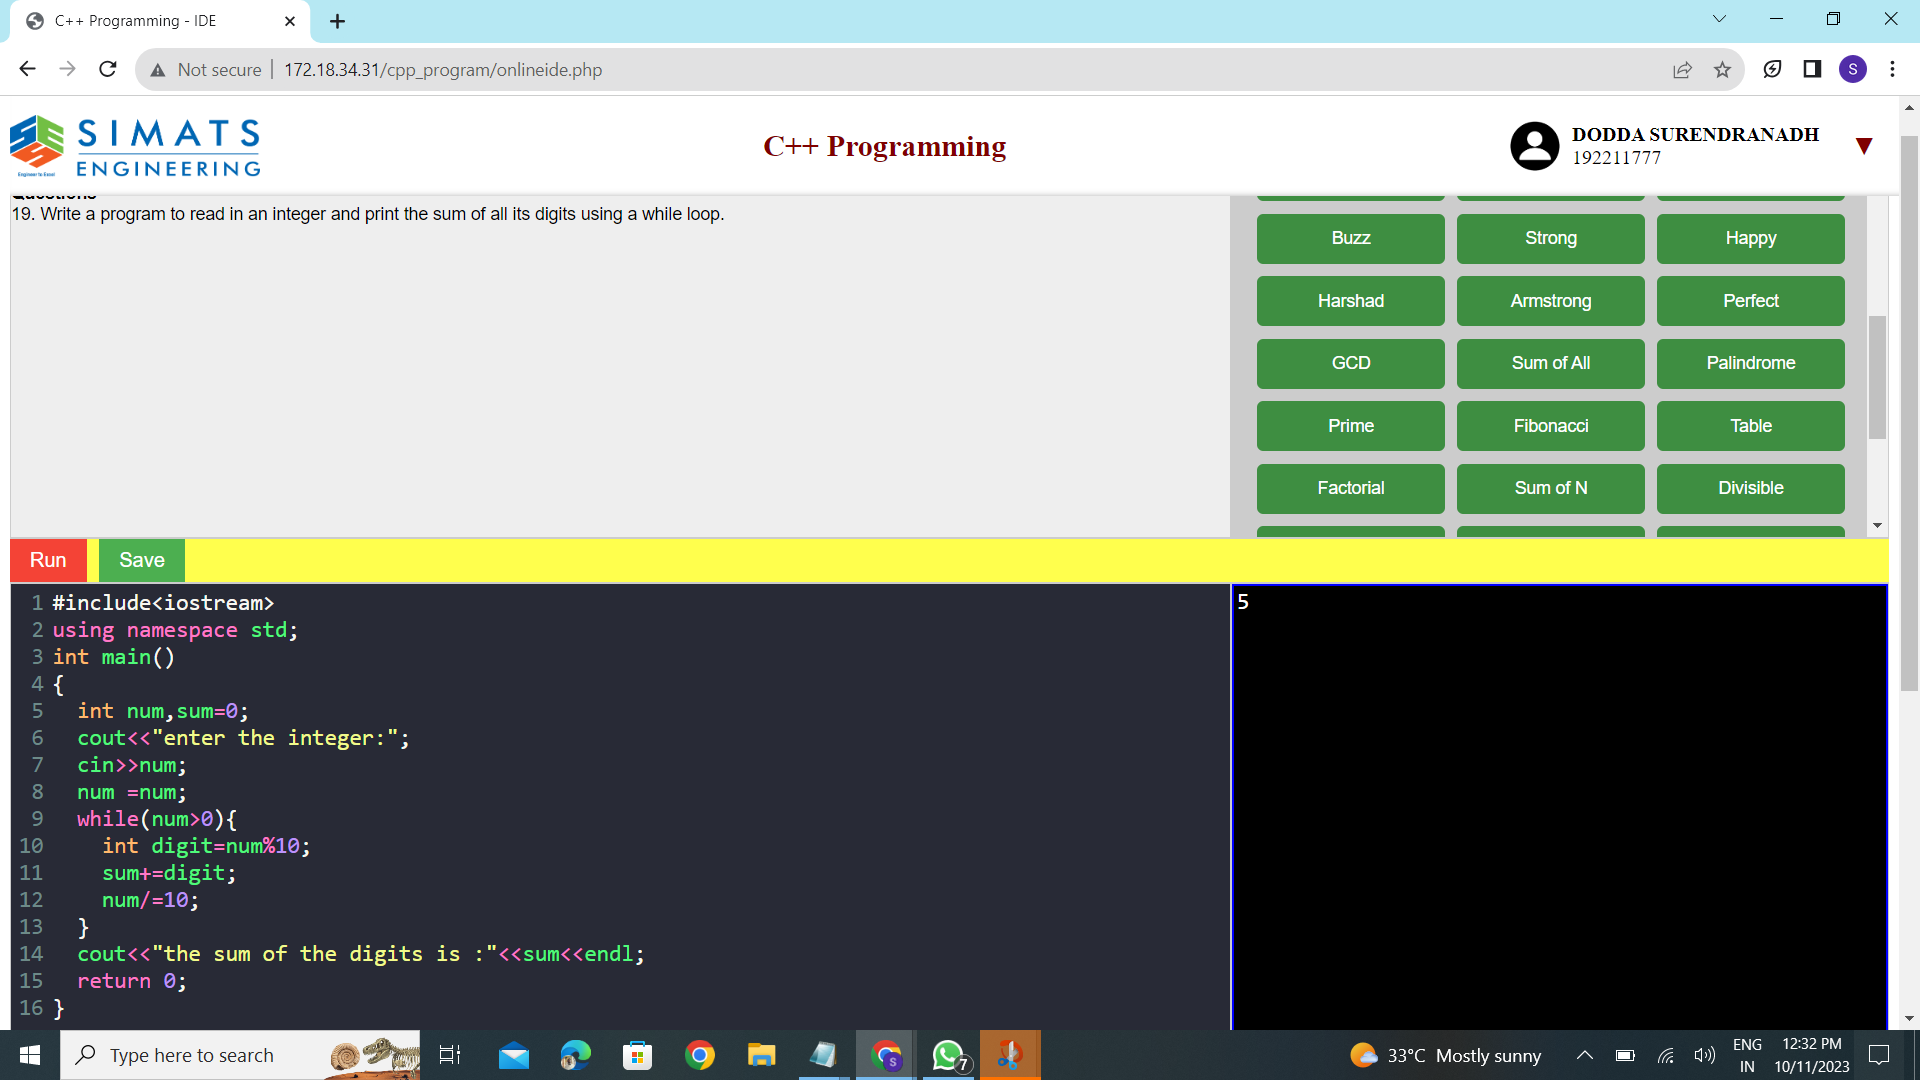 C++ Programming - IDE
Not secure
172.18.34.31/cpp_program/onlineide.php
S
SIMATS
ENGINEERING
Engineer to Excel
C++ Programming
DODDA SURENDRANADH
192211777
Questions
19. Write a program to read in an integer and print the sum of all its digits using a while loop.
Buzz Strong Happy
Harshad Armstrong Perfect
GCD Sum of All Palindrome
Prime Fibonacci Table
Factorial Sum of N Divisible
Run Save
1 #include<iostream>
2 using namespace std;
3 int main()
4 {
5 int num,sum=0;
6 cout<<"enter the integer:";
7 cin>>num;
8 num =num;
9 while(num>0){
10 int digit=num%10;
11 sum+=digit;
12 num/=10;
13 }
14 cout<<"the sum of the digits is :"<<sum<<endl;
15 return 0;
16 }
5
Type here to search
S
7
33°C Mostly sunny
ENG
IN
12:32 PM
10/11/2023